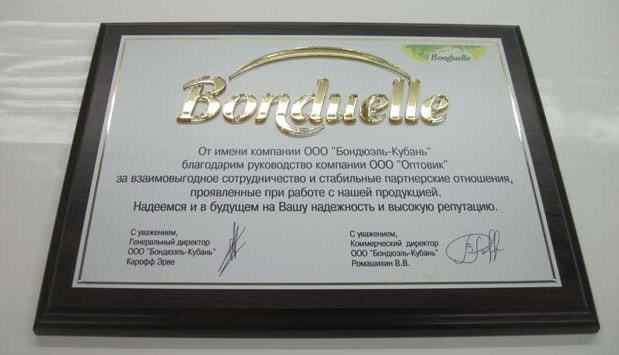 Bonduelle
Bonduelle
От имени компании ООО "Бондюэль-Кубань"
благодарим руководство компании ООО "Оптовик"
за взаимовыгодное сотрудничество и стабильные партнерские отношения,
проявленные при работе с нашей продукцией.
Надеемся и в будущем на Вашу надежность и высокую репутацию.
С уважением,
Генеральный директор
ООО "Бондюэль-Кубань"
Карофф Эрве
С уважением,
Коммерческий директор
ООО "Бондюэль-Кубань"
Ромашихин В.В.